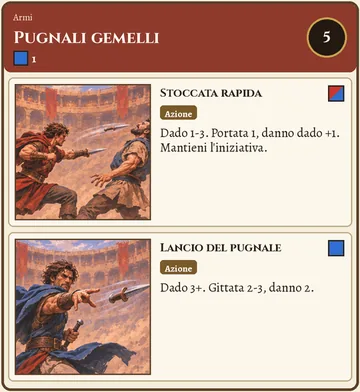 Armi
Pugnali gemelli
5
1
Stoccata rapida
Azione
Dado 1-3. Portata 1, danno dado +1.
Mantieni l'iniziativa.
Lancio del pugnale
Azione
Dado 3+. Gittata 2-3, danno 2.